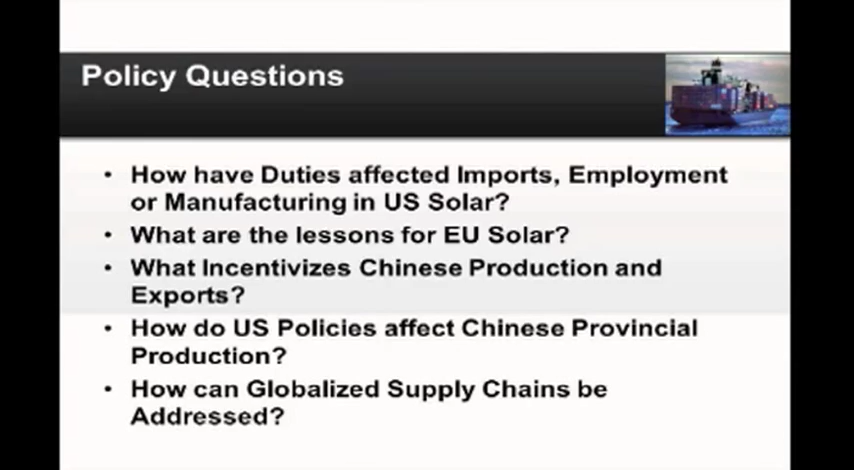 Policy Questions
• How have Duties affected Imports, Employment
or Manufacturing in US Solar?
• What are the lessons for EU Solar?
• What Incentivizes Chinese Production and
Exports?
• How do US Policies affect Chinese Provincial
Production?
• How can Globalized Supply Chains be
Addressed?